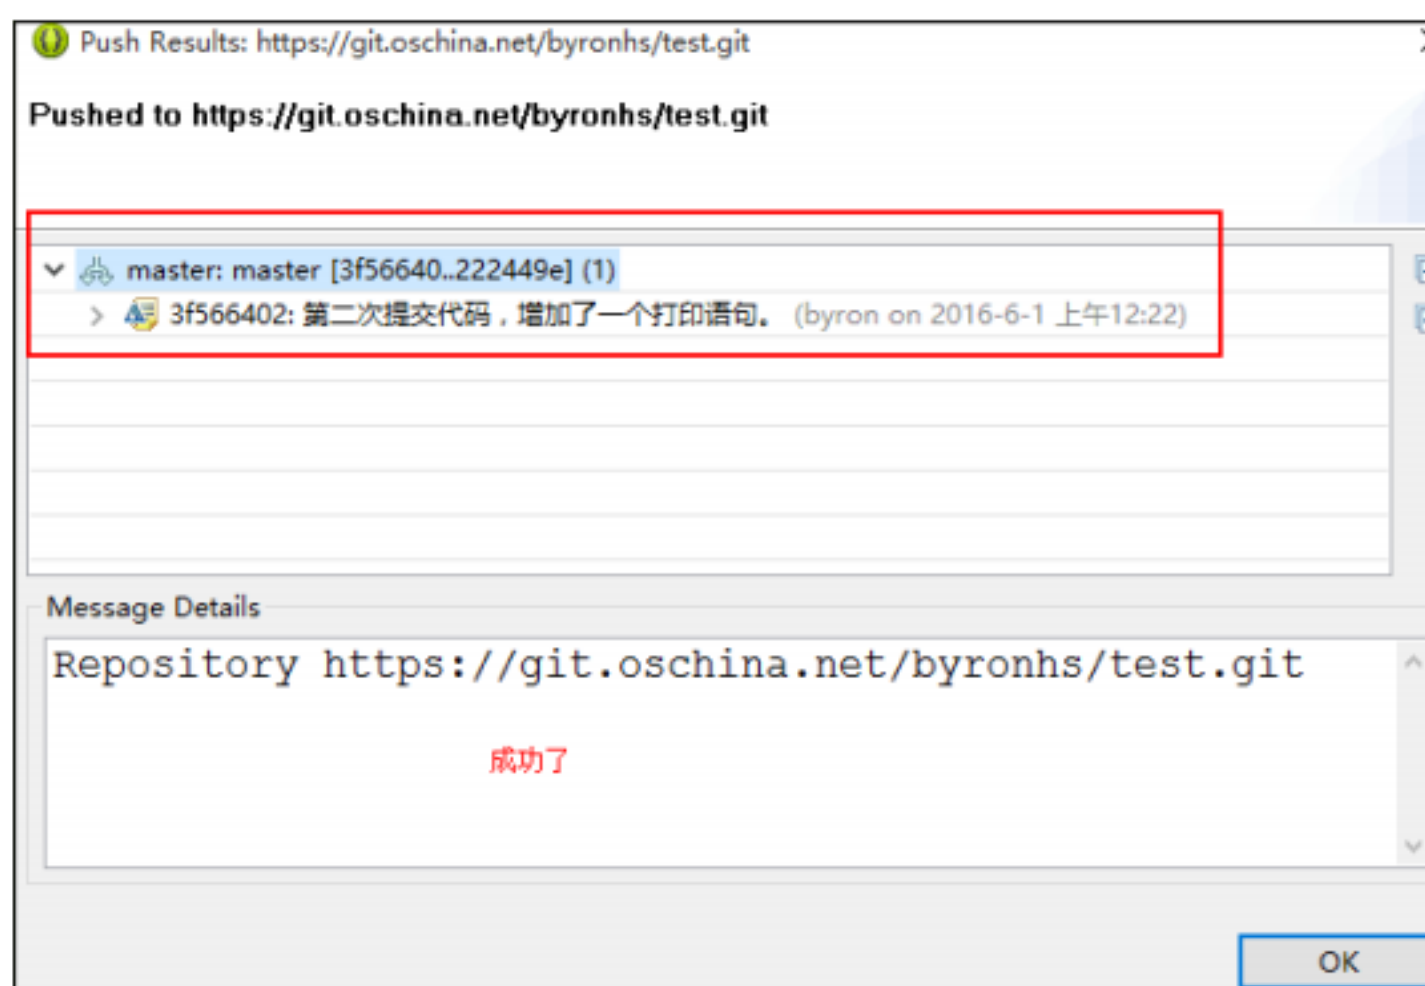 Push Results: https://git.oschina.net/byronhs/test.git
Pushed to https://git.oschina.net/byronhs/test.git
master: master [3f56640..222449e] (1)
3f566402: 第二次提交代码，增加了一个打印语句。 (byron on 2016-6-1 上午12:22)
Message Details
Repository https://git.oschina.net/byronhs/test.git
成功了
OK